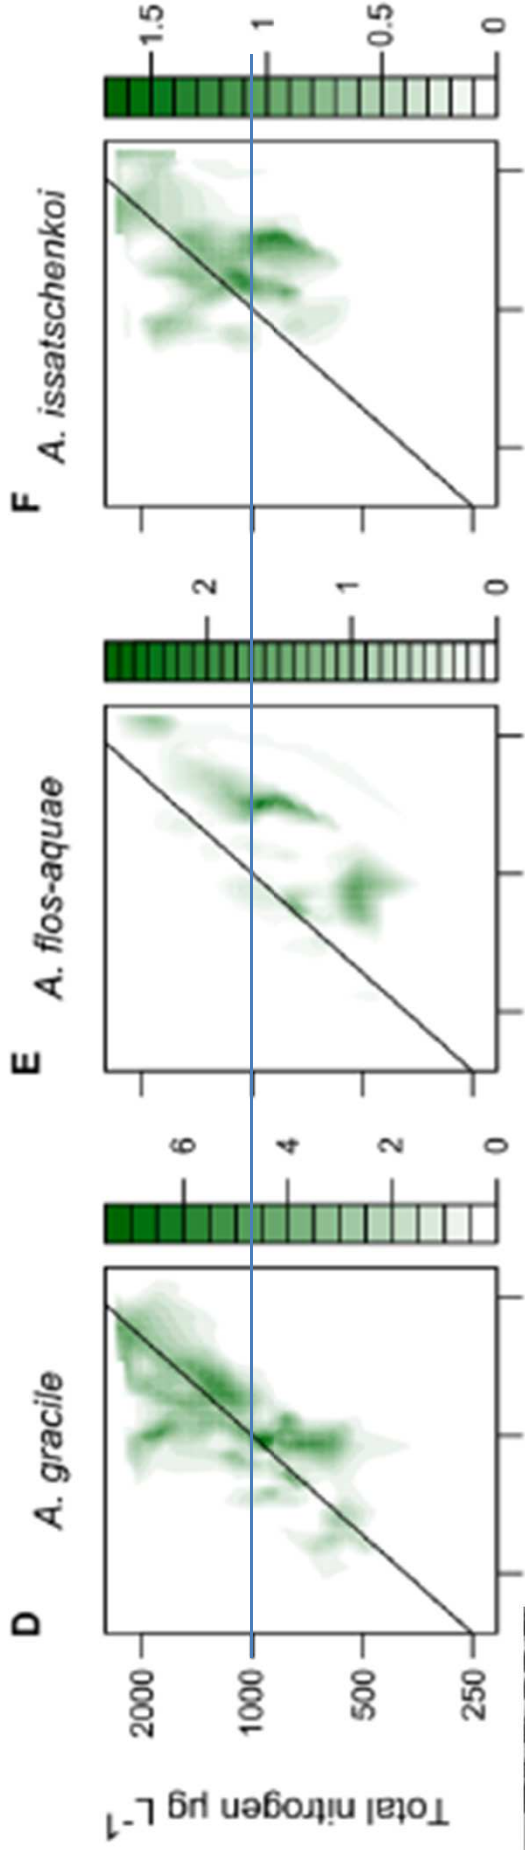 D
A. gracile
E
A. flos-aquae
F
A. issatschenkoi
Total nitrogen µg L⁻¹
2000
1000
500
250
6
4
2
0
2
1
0
1.5
1
0.5
0